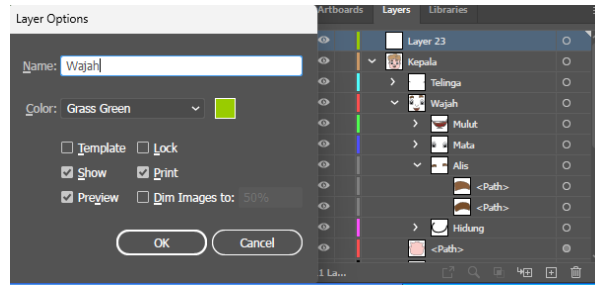 Layer Options
Name: Wajah
Color: Grass Green
Template Lock
Show Print
Preview Dim Images to: 50%
OK Cancel
Artboards Layers Libraries
Layer 23
Kepala
Telinga
Wajah
Mulut
Mata
Alis
<Path>
<Path>
Hidung
<Path>
1 La...